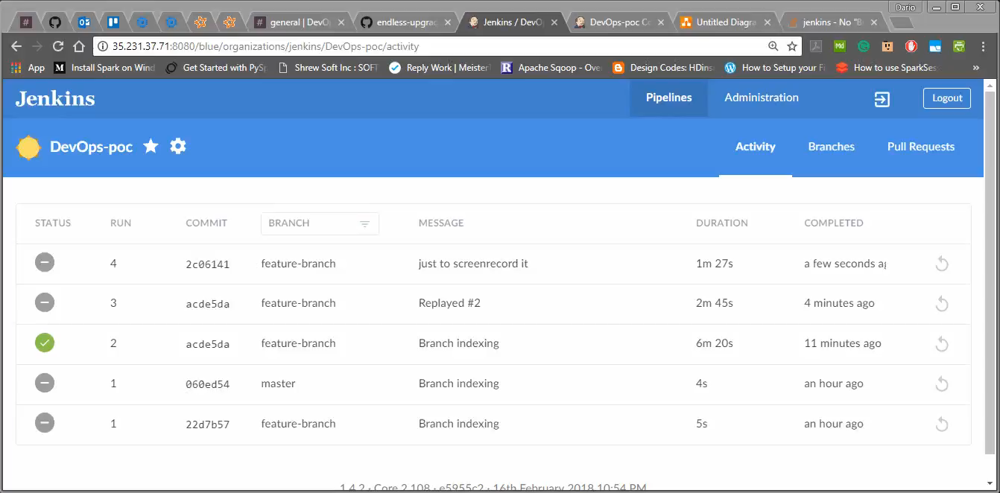 Dario
general | DevO
endless-upgrad
Jenkins / DevO
DevOps-poc Co
Untitled Diagra
jenkins - No "B
35.231.37.71:8080/blue/organizations/jenkins/DevOps-poc/activity
App
M Install Spark on Wind
Get Started with PySp
Shrew Soft Inc : SOFT
Reply Work | Meister
R Apache Sqoop - Ove
Design Codes: HDIns
How to Setup your Fi
How to use SparkSes
»
Jenkins
Pipelines
Administration
Logout
DevOps-poc
Activity
Branches
Pull Requests
STATUS RUN COMMIT BRANCH MESSAGE DURATION COMPLETED
4 2c06141 feature-branch just to screenrecord it 1m 27s a few seconds ag
3 acde5da feature-branch Replayed #2 2m 45s 4 minutes ago
2 acde5da feature-branch Branch indexing 6m 20s 11 minutes ago
1 060ed54 master Branch indexing 4s an hour ago
1 22d7b57 feature-branch Branch indexing 5s an hour ago
1.4.2 · Core 2.108 · e5955c2 · 16th February 2018 10:54 PM